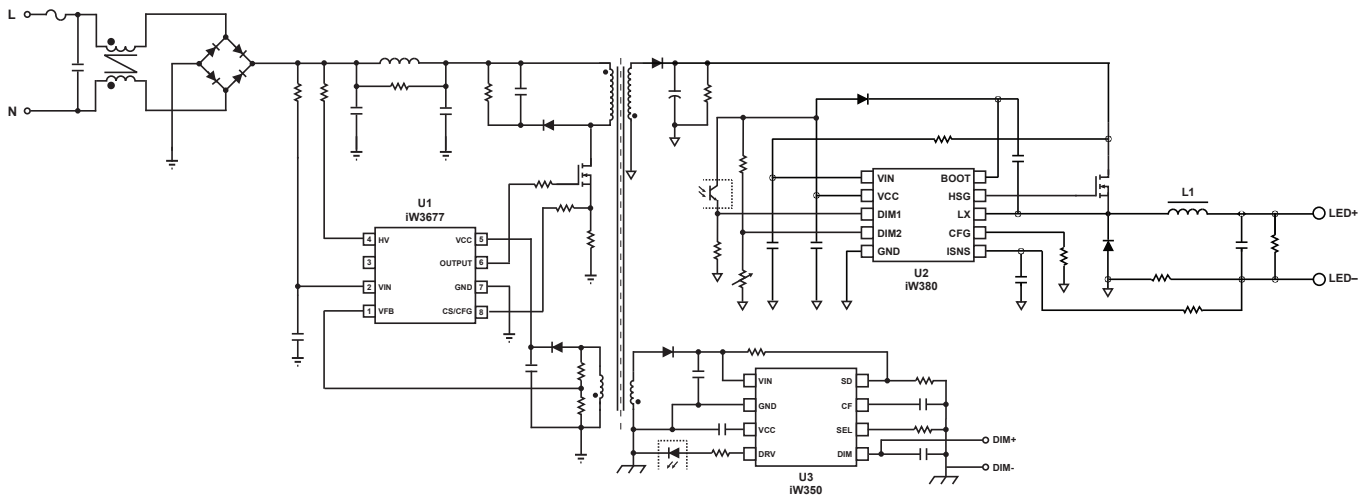 L
N
U1
iW3677
4
HV
3
2
VIN
1
VFB
VCC
5
OUTPUT
6
GND
7
CS/CFG
8
VIN
VCC
DIM1
DIM2
GND
BOOT
HSG
LX
CFG
ISNS
U2
iW380
L1
LED+
LED–
VIN
GND
VCC
DRV
SD
CF
SEL
DIM
U3
iW350
DIM+
DIM-